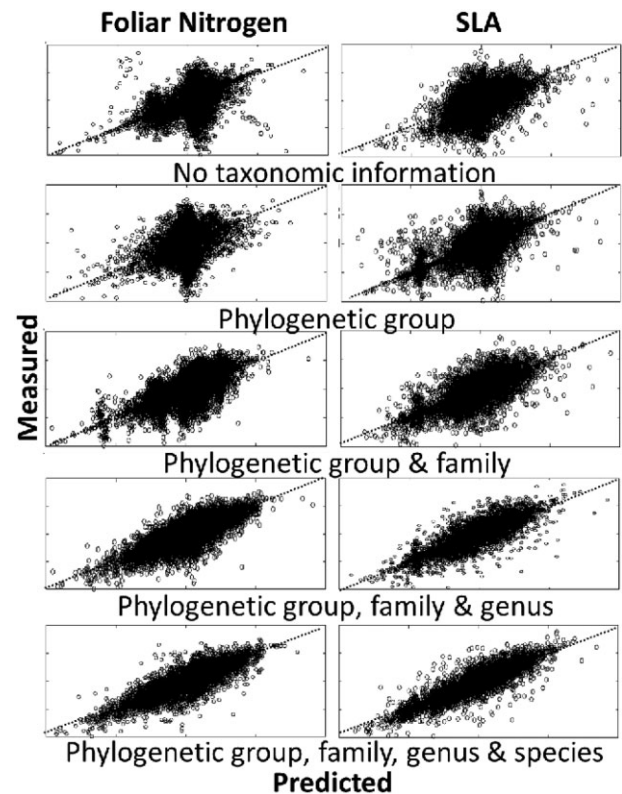 Foliar Nitrogen SLA
No taxonomic information
Phylogenetic group
Measured
Phylogenetic group & family
Phylogenetic group, family & genus
Phylogenetic group, family, genus & species
Predicted